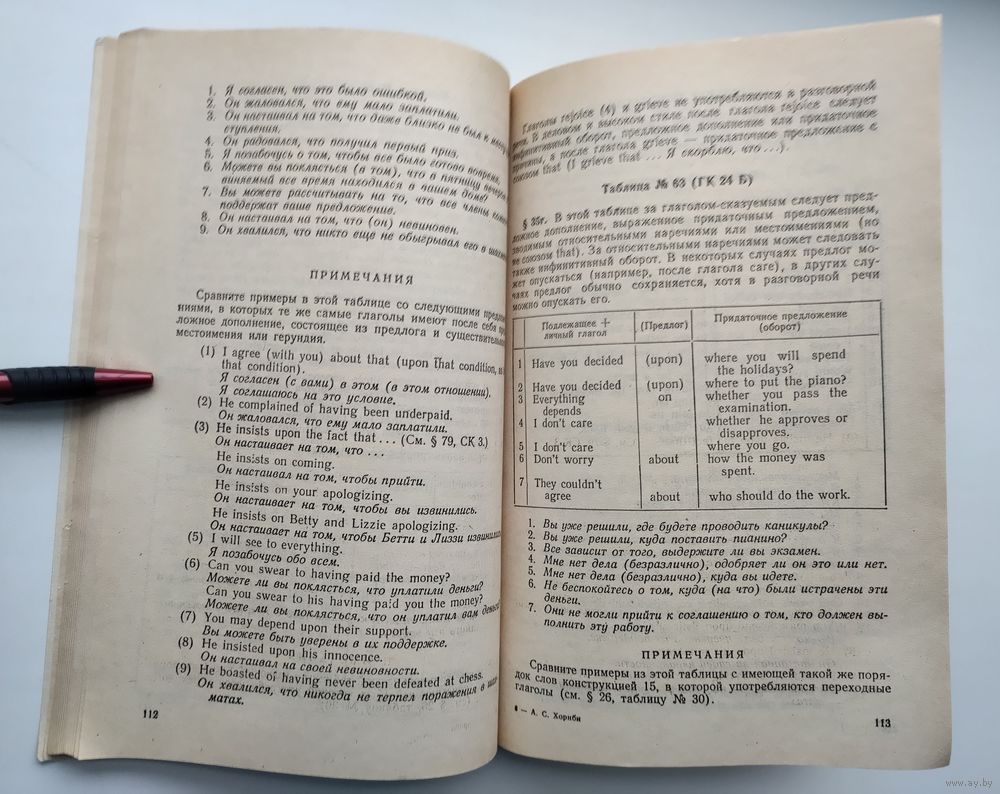 1. Я согласен, что это было ошибкой.
2. Он жаловался, что ему мало заплатили.
3. Он настаивал на том, что даже близко не был к месту
ступления.
4. Он радовался, что получил первый приз.
5. Я позабочусь о том, чтобы все было готово вовремя.
6. Можете вы поклясться (в том), что в пятницу вечером
виняемый все время находился в вашем доме?
7. Вы можете рассчитывать на то, что все члены
поддержат ваше предложение.
8. Он настаивал на том, что (он) невиновен.
9. Он хвалился, что никто еще не обыгрывал его в
ПРИМЕЧАНИЯ
Сравните примеры в этой таблице со следующими
ниями, в которых те же самые глаголы имеют после себя
ложное дополнение, состоящее из предлога и
местоимения или герундия.
(1) I agree (with you) about that (upon that condition,
that condition).
Я согласен (с вами) в этом (в этом отношении).
Я соглашаюсь на это условие.
(2) He complained of having been underpaid.
Он жаловался, что ему мало заплатили.
(3) He insists upon the fact that ... (См. § 79, СК 3.)
Он настаивает на том, что ...
He insists on coming.
Он настаивал на том, чтобы прийти.
He insists on your apologizing.
Он настаивает на том, чтобы вы извинились.
He insists on Betty and Lizzie apologizing.
Он настаивает на том, чтобы Бетти и Лиззи
(5) I will see to everything.
Я позабочусь обо всем.
(6) Can you swear to having paid the money?
Можете ли вы поклясться, что уплатили деньги?
Can you swear to his having paid you the money?
Можете ли вы поклясться, что он уплатил вам деньги?
(7) You may depend upon their support.
Вы можете быть уверены в их поддержке.
(8) He insisted upon his innocence.
Он настаивал на своей невиновности.
(9) He boasted of having never been defeated at chess.
Он хвалился, что никогда не терпел поражения в
матах.
112
Глаголы rejoice (4) и grieve не употребляются в разговорной
речи. В деловом и высоком стиле после глагола rejoice следует
инфинитивный оборот, предложное дополнение или придаточное
причины, а после глагола grieve — придаточное предложение с
союзом that (I grieve that ... Я скорблю, что ...).
Таблица № 63 (ГК 24 Б)
§ 35г. В этой таблице за глаголом-сказуемым следует пред-
ложное дополнение, выраженное придаточным предложением,
вводимым относительными наречиями или местоимениями (но
не союзом that). За относительными наречиями может следовать
также инфинитивный оборот. В некоторых случаях предлог мо-
жет опускаться (например, после глагола care), в других слу-
чаях предлог обычно сохраняется, хотя в разговорной речи
можно опускать его.
Подлежащее + личный глагол (Предлог) Придаточное предложение (оборот)
1 Have you decided (upon) where you will spend
the holidays?
2 Have you decided (upon) where to put the piano?
3 Everything on whether you pass the
depends examination.
4 I don't care whether he approves or
disapproves.
5 I don't care where you go.
6 Don't worry about how the money was
spent.
7 They couldn't
agree about who should do the work.
1. Вы уже решили, где будете проводить каникулы?
2. Вы уже решили, куда поставить пианино?
3. Все зависит от того, выдержите ли вы экзамен.
4. Мне нет дела (безразлично), одобряет ли он это или нет.
5. Мне нет дела (безразлично), куда вы идете.
6. Не беспокойтесь о том, куда (на что) были истрачены эти
деньги.
7. Они не могли прийти к соглашению о том, кто должен вы-
полнить эту работу.
ПРИМЕЧАНИЯ
Сравните примеры из этой таблицы с имеющей такой же поря-
док слов конструкцией 15, в которой употребляются переходные
глаголы (см. § 26, таблицу № 30).
8 — А. С. Хорнби
113
www.ay.by